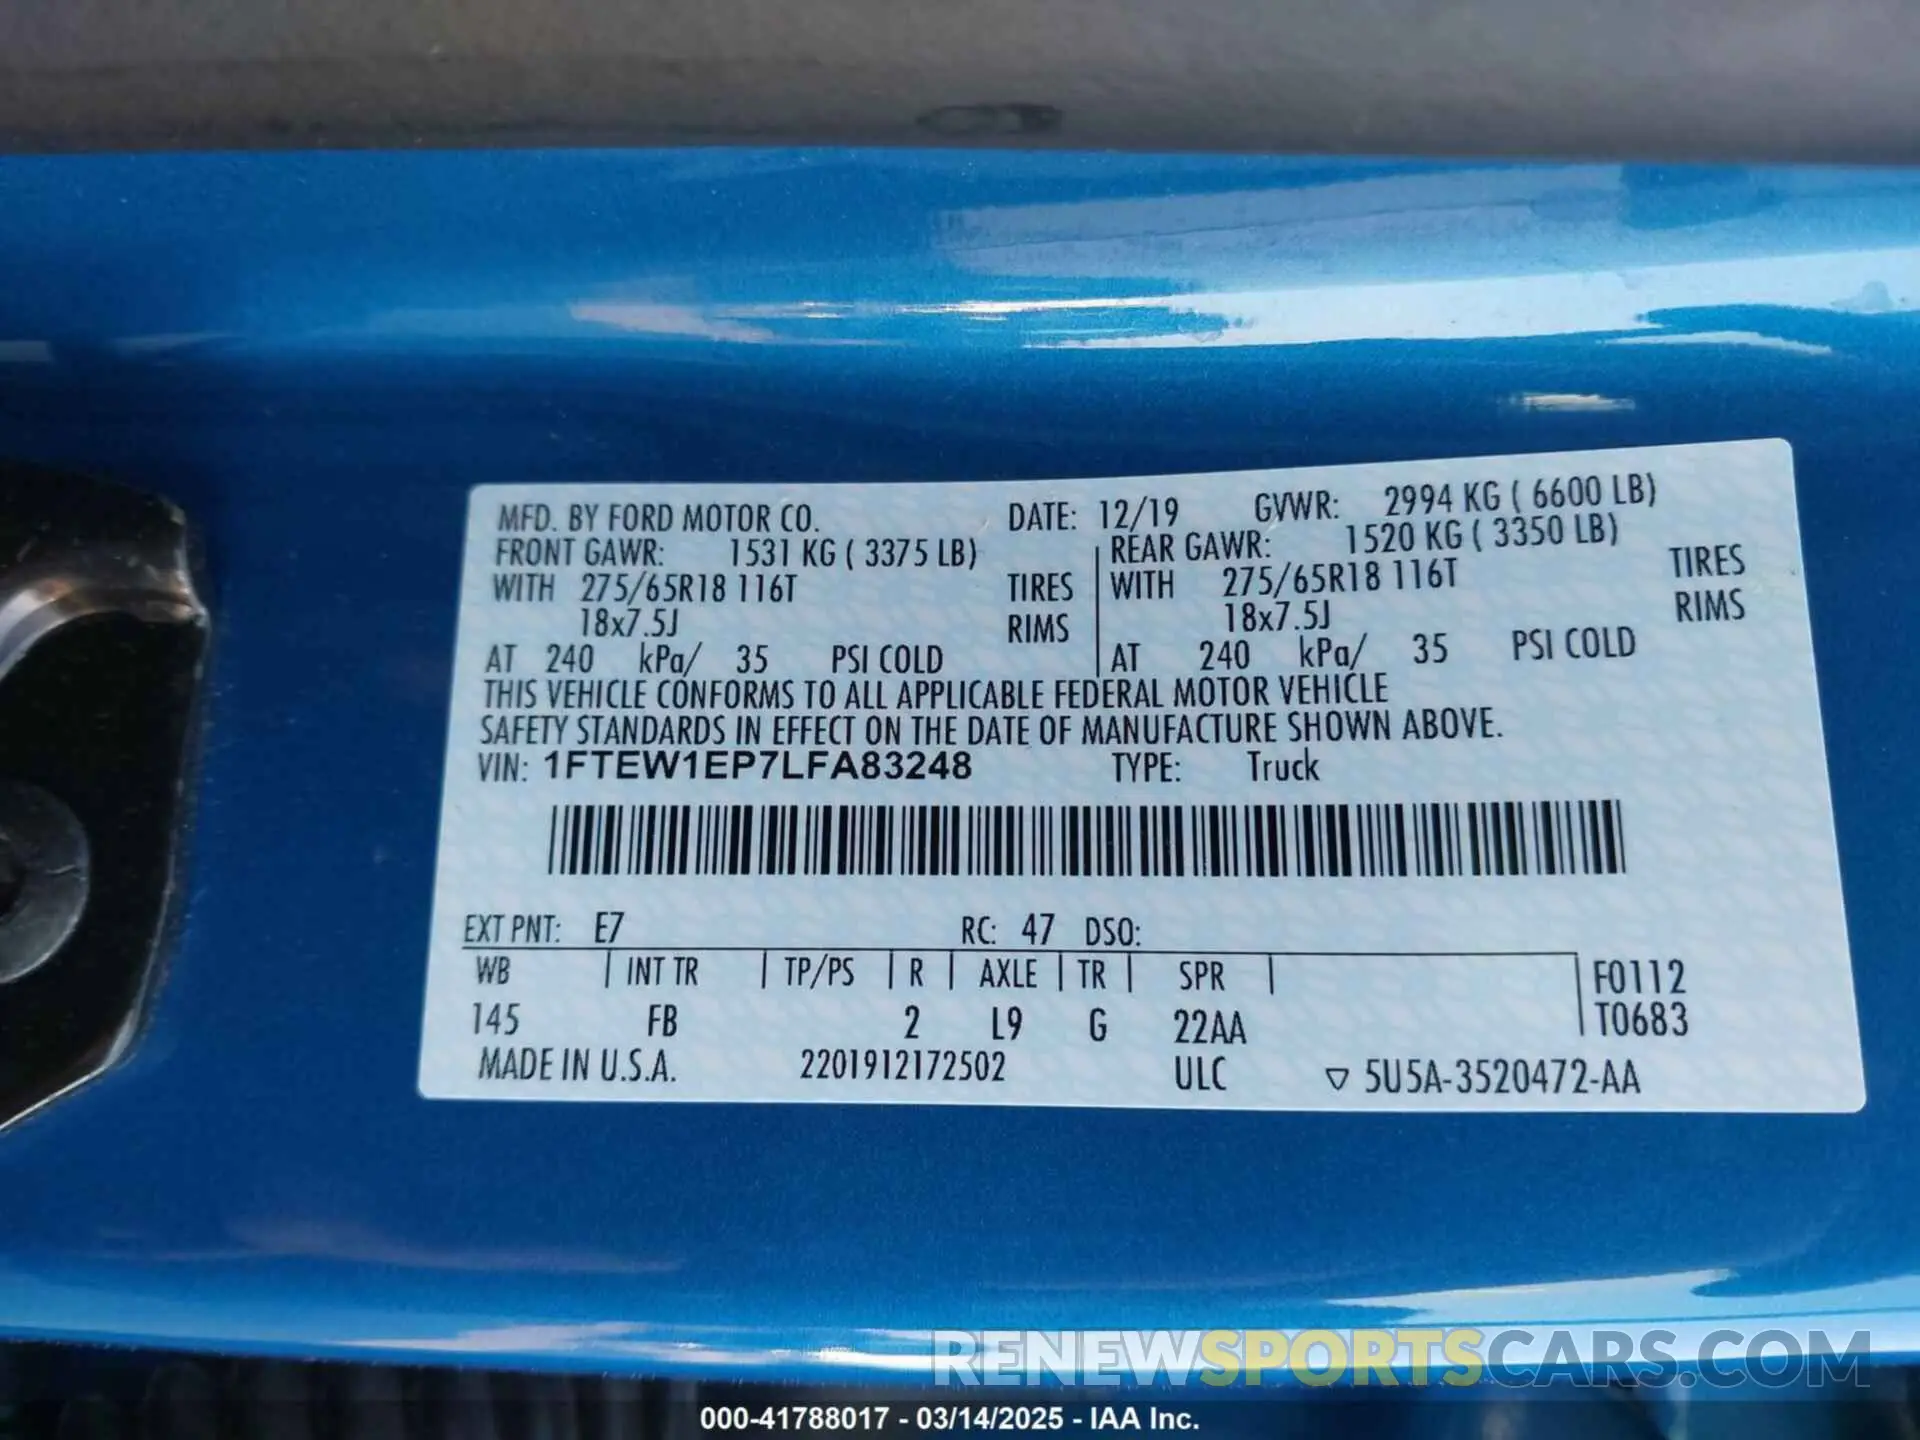 MFD. BY FORD MOTOR CO. DATE: 12/19 GVWR: 2994 KG ( 6600 LB)
FRONT GAWR: 1531 KG ( 3375 LB) REAR GAWR: 1520 KG ( 3350 LB)
WITH 275/65R18 116T TIRES WITH 275/65R18 116T TIRES
18x7.5J RIMS 18x7.5J RIMS
AT 240 kPa/ 35 PSI COLD AT 240 kPa/ 35 PSI COLD
THIS VEHICLE CONFORMS TO ALL APPLICABLE FEDERAL MOTOR VEHICLE
SAFETY STANDARDS IN EFFECT ON THE DATE OF MANUFACTURE SHOWN ABOVE.
VIN: 1FTEW1EP7LFA83248 TYPE: Truck
EXT PNT: E7 RC: 47 DSO:
WB INT TR TP/PS R AXLE TR SPR F0112
145 FB 2 L9 G 22AA T0683
MADE IN U.S.A. 2201912172502 ULC ▽ 5U5A-3520472-AA
RENEWSPORTSCARS.COM
000-41788017 - 03/14/2025 - IAA Inc.